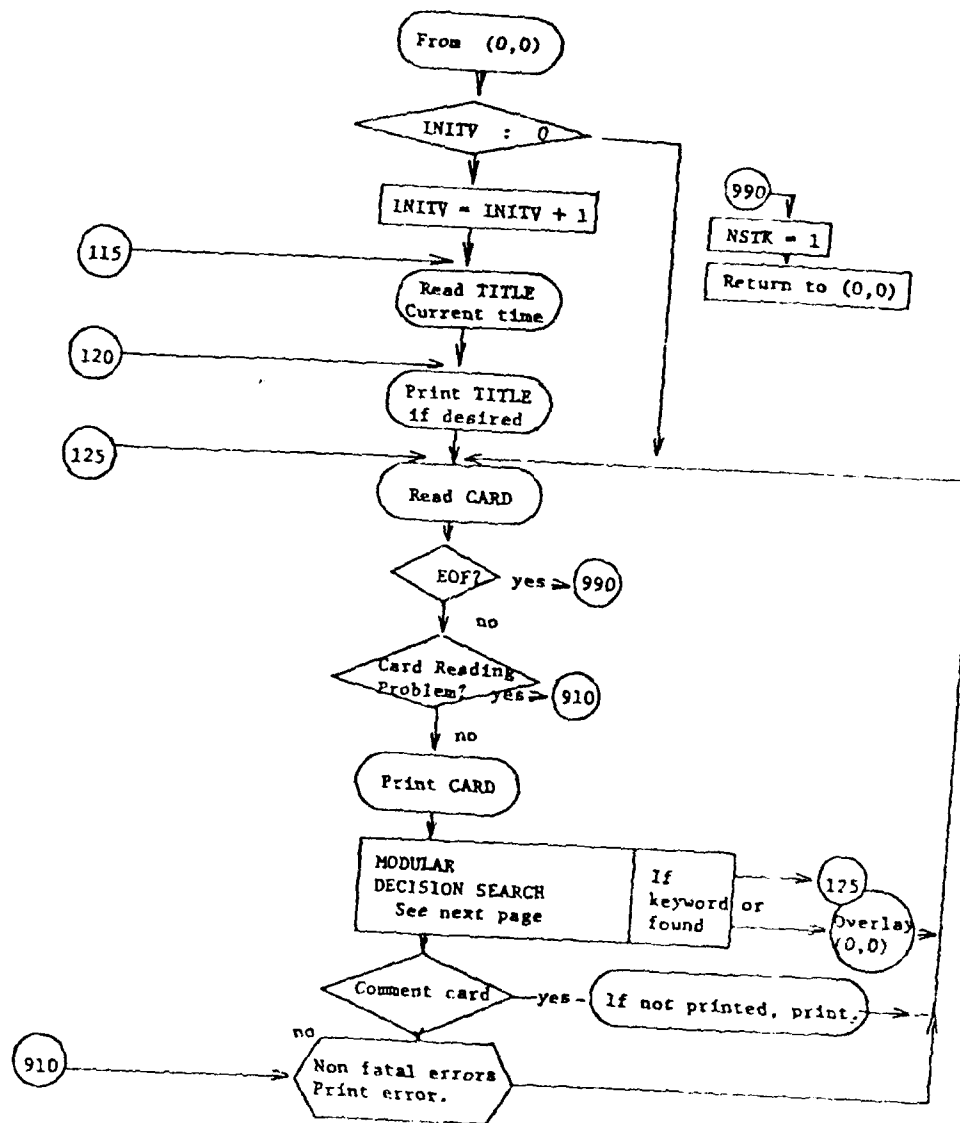 From (0,0)
INITV : 0
990
INITV = INITV + 1
NSTK = 1
115
Return to (0,0)
Read TITLE
Current time
120
Print TITLE
if desired
125
Read CARD
EOF? yes 990
no
Card Reading
Problem? yes 910
no
Print CARD
MODULAR
DECISION SEARCH
See next page
If
keyword or
found
125
Overlay
(0,0)
Comment card yes If not printed, print.
no
910
Non fatal errors
Print error.